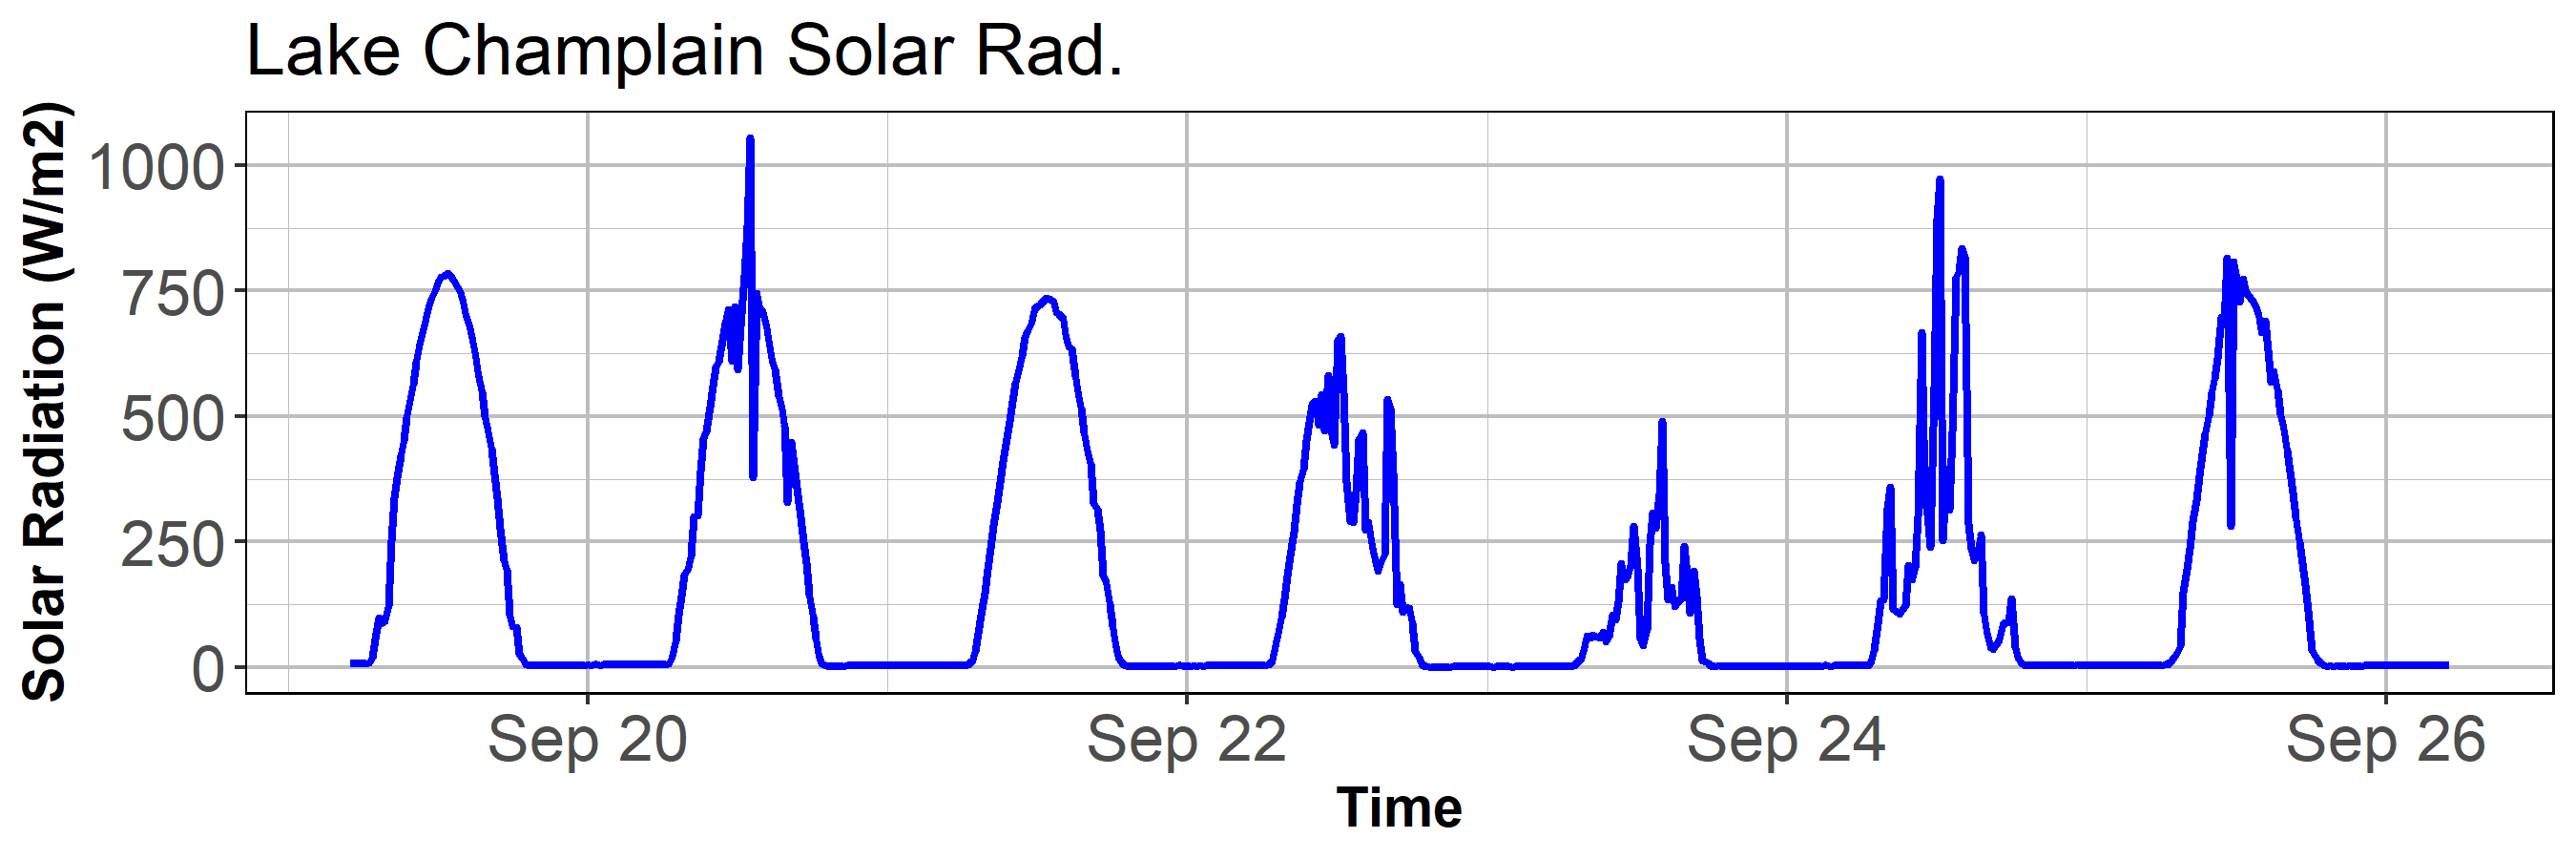 Lake Champlain Solar Rad.
Solar Radiation (W/m2)
1000
750
500
250
0
Sep 20 Sep 22 Sep 24 Sep 26
Time